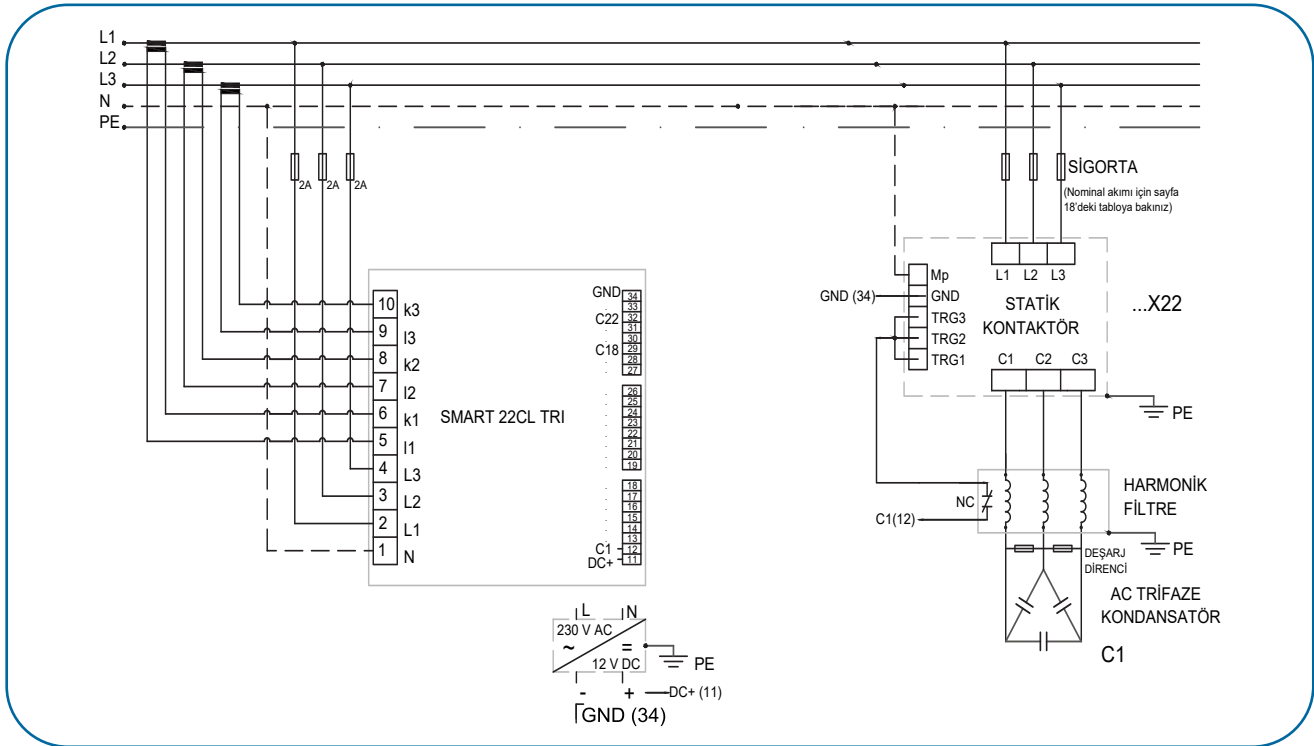 L1
L2
L3
N
PE
2A
2A
2A
SİGORTA
(Nominal akımı için sayfa
18'deki tabloya bakınız)
10 k3
9 l3
8 k2
7 l2
6 k1
5 l1
4 L3
3 L2
2 L1
1 N
SMART 22CL TRI
GND 34
33
C22 32
31
30
C18 29
28
27
26
25
24
23
22
21
20
19
18
17
16
15
14
13
C1 12
DC+ 11
L N
230 V AC
~ =
12 V DC
PE
- + DC+ (11)
GND (34)
Mp
GND (34) GND
TRG3
TRG2
TRG1
L1 L2 L3
STATİK
KONTAKTÖR
...X22
C1 C2 C3
PE
NC
C1(12)
HARMONİK
FİLTRE
PE
DEŞARJ
DİRENCİ
AC TRİFAZE
KONDANSATÖR
C1